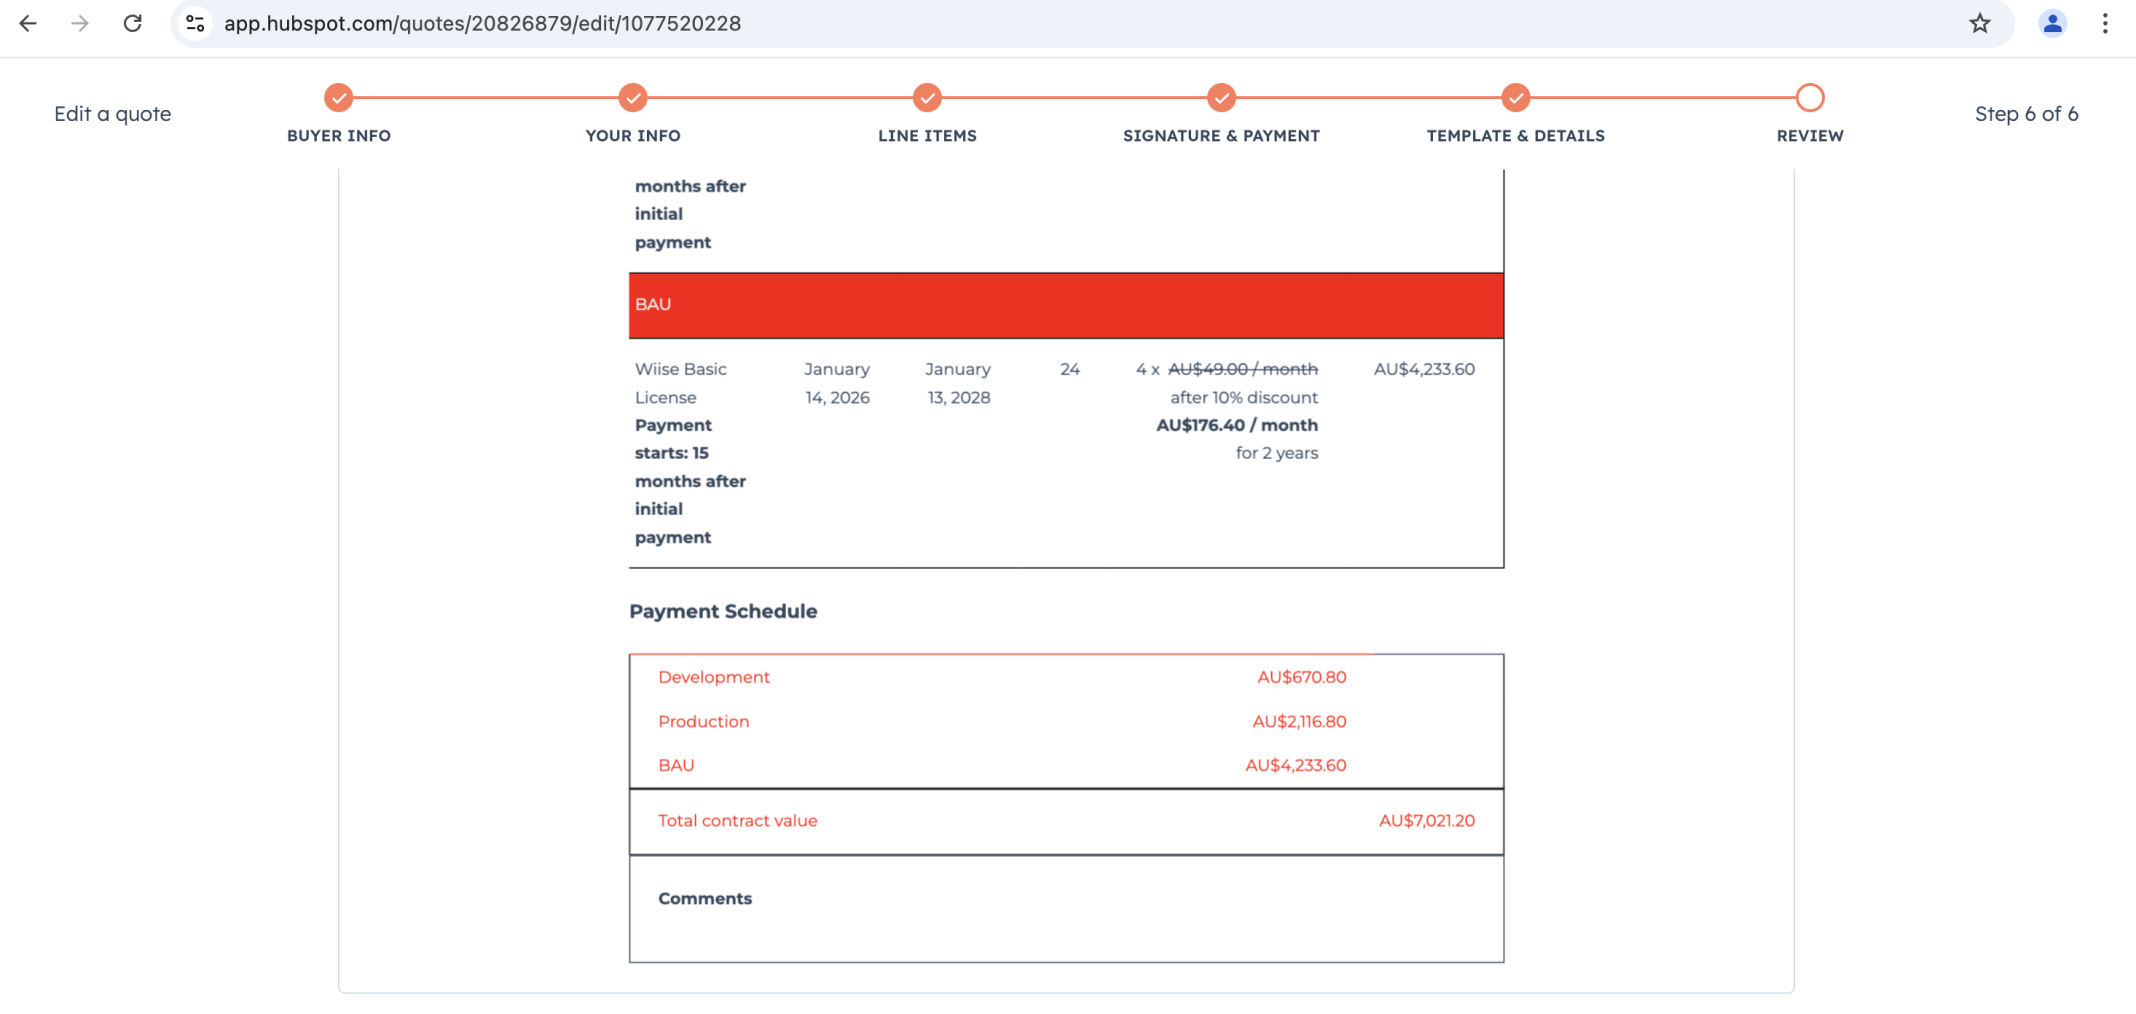 app.hubspot.com/quotes/20826879/edit/1077520228
Edit a quote
BUYER INFO
YOUR INFO
LINE ITEMS
SIGNATURE & PAYMENT
TEMPLATE & DETAILS
REVIEW
Step 6 of 6
months after
initial
payment
BAU
Wiise Basic January January 24 4 x AU$49.00 / month AU$4,233.60
License 14, 2026 13, 2028 after 10% discount
Payment AU$176.40 / month
starts: 15 for 2 years
months after
initial
payment
Payment Schedule
Development AU$670.80
Production AU$2,116.80
BAU AU$4,233.60
Total contract value AU$7,021.20
Comments